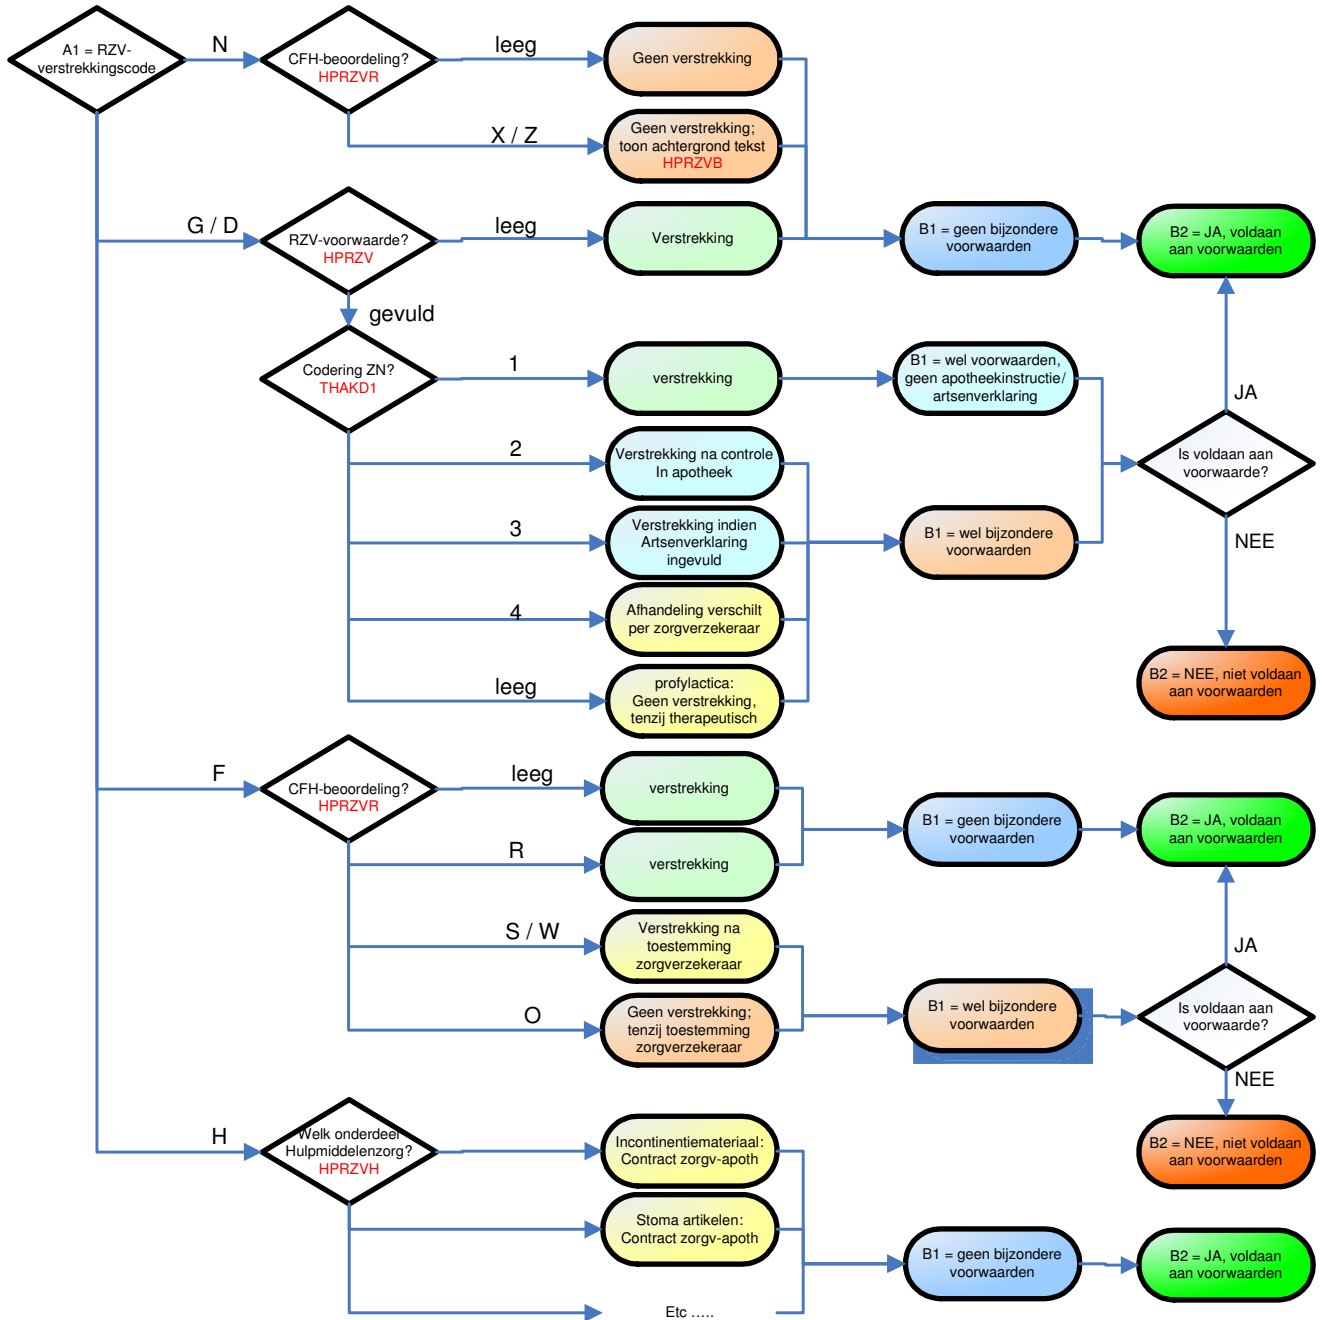 A1 = RZV-
verstrekkingscode
N
CFH-beoordeling?
HPRZVR
leeg
Geen verstrekking
X / Z
Geen verstrekking;
toon achtergrond tekst
HPRZVB
G / D
RZV-voorwaarde?
HPRZV
leeg
Verstrekking
B1 = geen bijzondere
voorwaarden
B2 = JA, voldaan
aan voorwaarden
gevuld
Codering ZN?
THAKD1
1
verstrekking
B1 = wel voorwaarden,
geen apotheekinstructie/
artsenverklaring
JA
2
Verstrekking na controle
In apotheek
Is voldaan aan
voorwaarde?
3
Verstrekking indien
Artsenverklaring
ingevuld
B1 = wel bijzondere
voorwaarden
NEE
4
Afhandeling verschilt
per zorgverzekeraar
leeg
profylactica:
Geen verstrekking,
tenzij therapeutisch
B2 = NEE, niet voldaan
aan voorwaarden
F
CFH-beoordeling?
HPRZVR
leeg
verstrekking
B1 = geen bijzondere
voorwaarden
B2 = JA, voldaan
aan voorwaarden
R
verstrekking
S / W
Verstrekking na
toestemming
zorgverzekeraar
JA
O
Geen verstrekking;
tenzij toestemming
zorgverzekeraar
B1 = wel bijzondere
voorwaarden
Is voldaan aan
voorwaarde?
NEE
H
Welk onderdeel
Hulpmiddelenzorg?
HPRZVH
Incontinentiemateriaal:
Contract zorgv-apoth
B2 = NEE, niet voldaan
aan voorwaarden
Stoma artikelen:
Contract zorgv-apoth
B1 = geen bijzondere
voorwaarden
B2 = JA, voldaan
aan voorwaarden
Etc .....